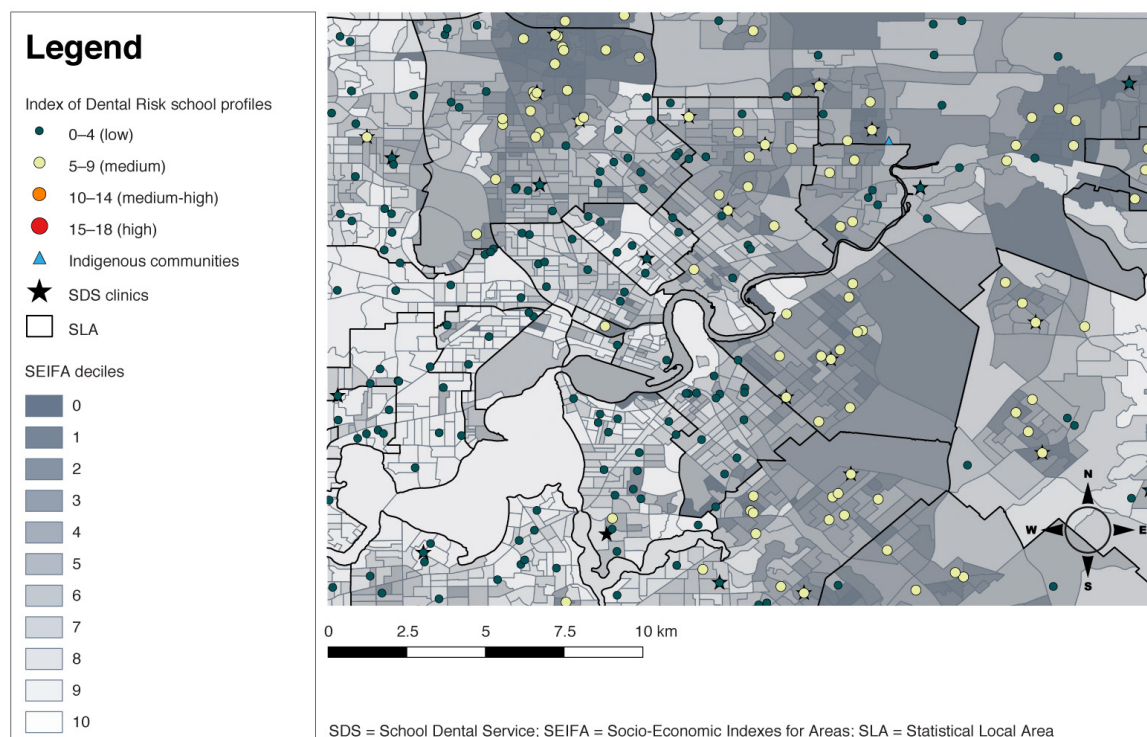 Legend
Index of Dental Risk school profiles
0–4 (low)
5–9 (medium)
10–14 (medium-high)
15–18 (high)
Indigenous communities
SDS clinics
SLA
SEIFA deciles
0
1
2
3
4
5
6
7
8
9
10
N
W E
S
0 2.5 5 7.5 10 km
SDS = School Dental Service; SEIFA = Socio-Economic Indexes for Areas; SLA = Statistical Local Area